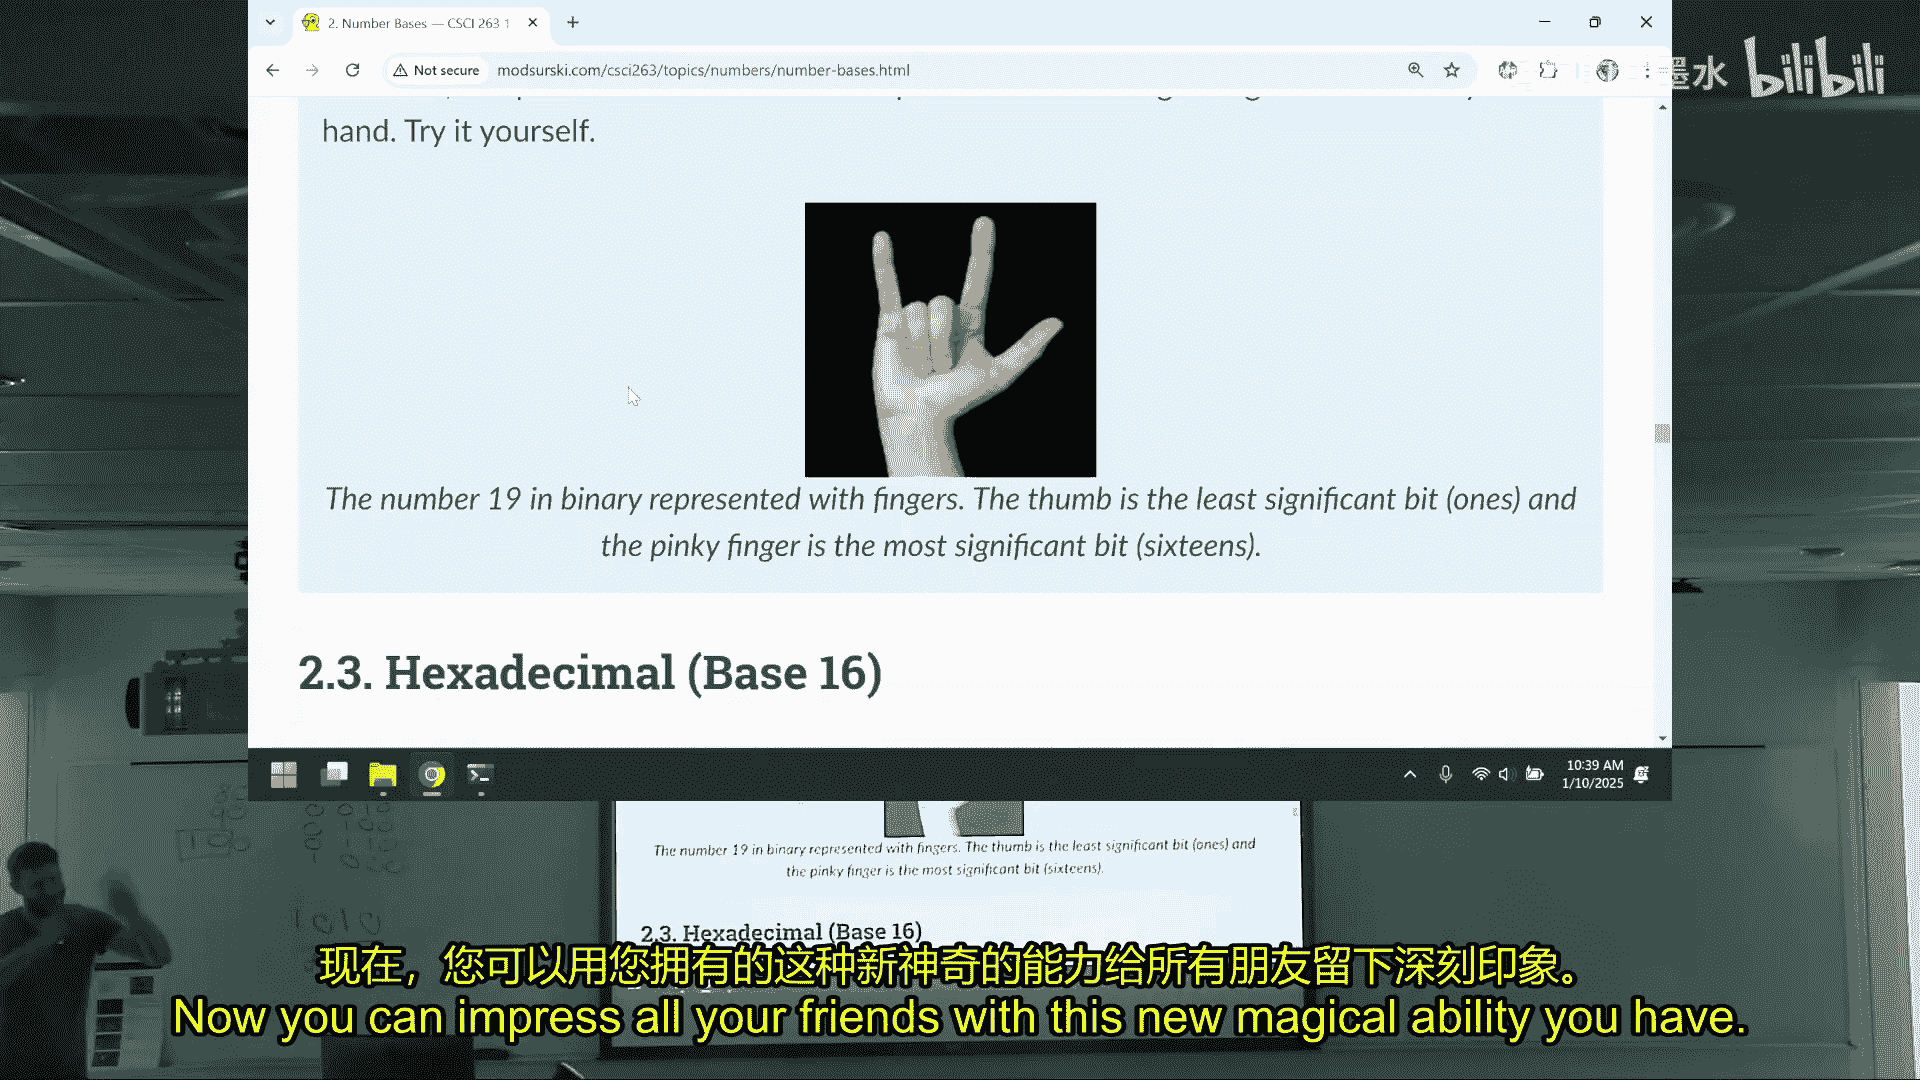 2. Number Bases — CSCI 263 1
Not secure
modsurski.com/csci263/topics/numbers/number-bases.html
墨水 bilibili
hand. Try it yourself.
The number 19 in binary represented with fingers. The thumb is the least significant bit (ones) and
the pinky finger is the most significant bit (sixteens).
2.3. Hexadecimal (Base 16)
10:39 AM
1/10/2025
The number 19 in binary represented with fingers. The thumb is the least significant bit (ones) and
the pinky finger is the most significant bit (sixteens).
2.3. Hexadecimal (Base 16)
1010
现在，您可以用您拥有的这种新神奇的能力给所有朋友留下深刻印象。
Now you can impress all your friends with this new magical ability you have.